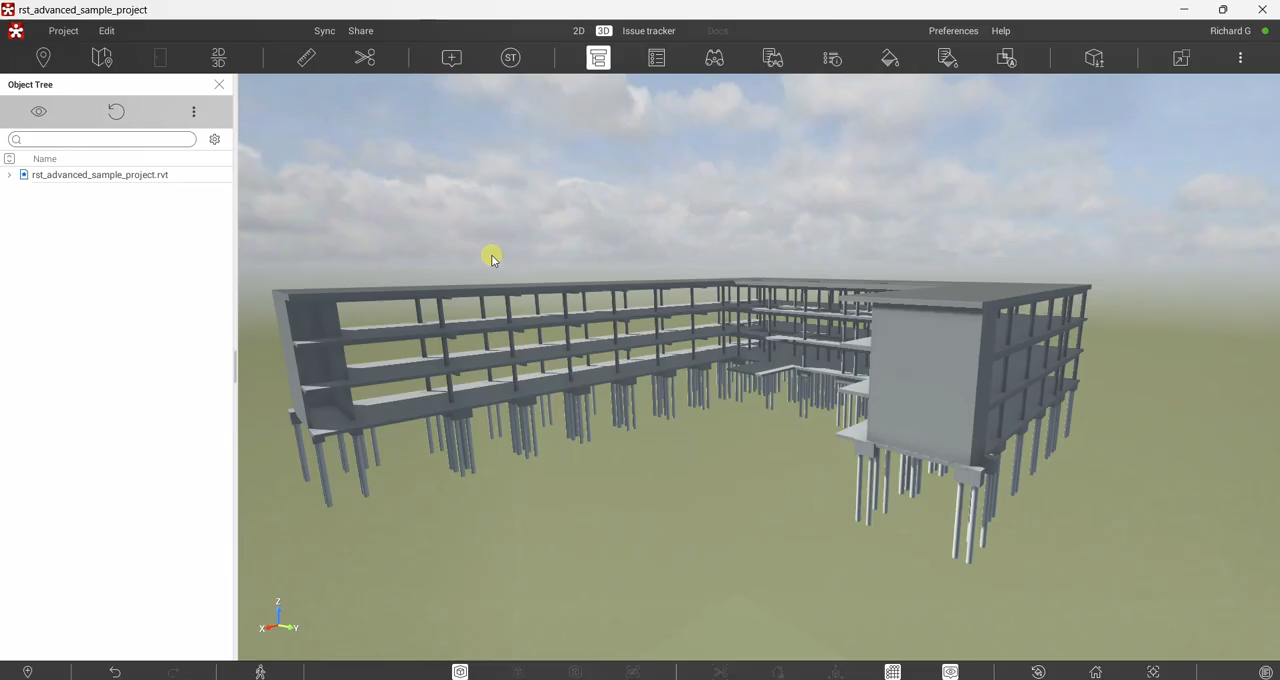 rst_advanced_sample_project
Project Edit Sync Share 2D 3D Issue tracker Docs Preferences Help Richard G
2D
3D
ST
A
Object Tree
Name
rst_advanced_sample_project.rvt
Z
X Y